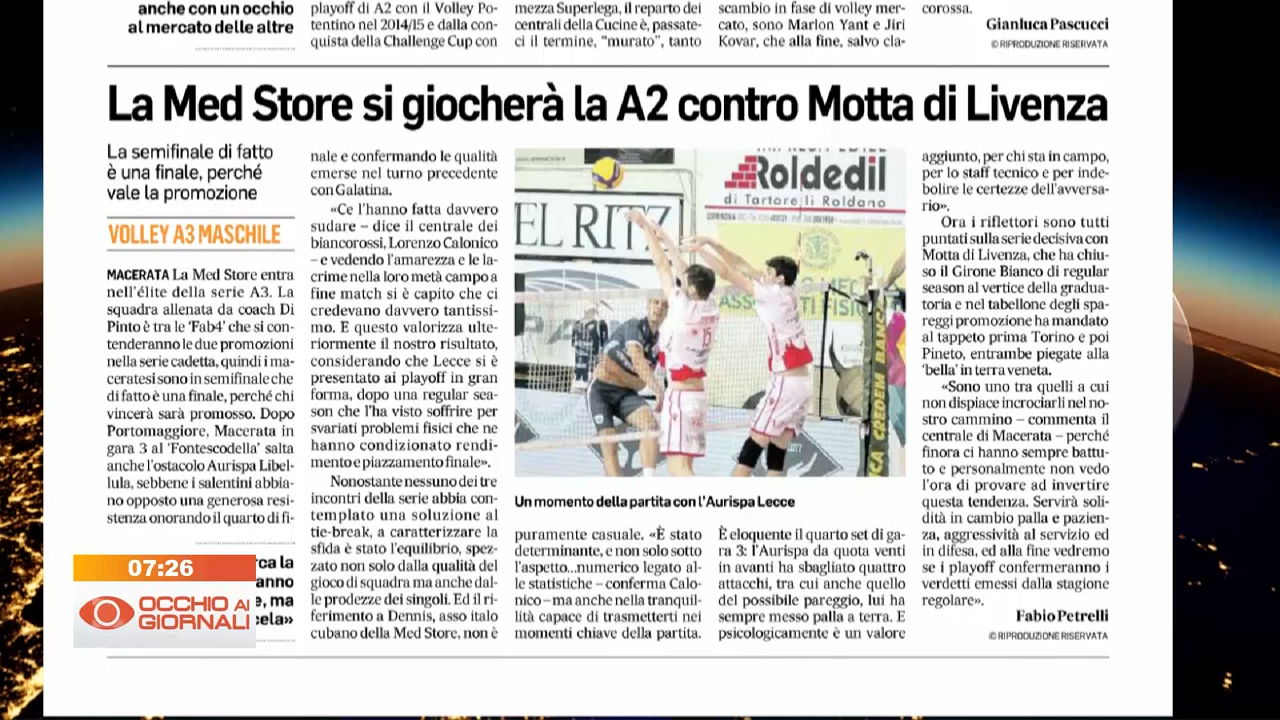 anche con un occhio
al mercato delle altre
playoff di A2 con il Volley Po-
tentino nel 2014/15 e dalla con-
quista della Challenge Cup con
mezza Superlega, il reparto dei
centrali della Cucine è, passate-
ci il termine, "murato", tanto
scambio in fase di volley mer-
cato, sono Marlon Yant e Jiri
Kovar, che alla fine, salvo cla-
corossa.
Gianluca Pascucci
© RIPRODUZIONE RISERVATA
La Med Store si giocherà la A2 contro Motta di Livenza
La semifinale di fatto
è una finale, perché
vale la promozione
VOLLEY A3 MASCHILE
MACERATA La Med Store entra
nell'élite della serie A3. La
squadra allenata da coach Di
Pinto è tra le 'Fab4' che si con-
tenderanno le due promozioni
nella serie cadetta, quindi i ma-
ceratesi sono in semifinale che
di fatto è una finale, perché chi
vincerà sarà promosso. Dopo
Portomaggiore, Macerata in
gara 3 al 'Fontescodella' salta
anche l'ostacolo Aurispa Libel-
lula, sebbene i salentini abbia-
no opposto una generosa resi-
stenza onorando il quarto di fi-
nale e confermando le qualità
emerse nel turno precedente
con Galatina.
«Ce l'hanno fatta davvero
sudare – dice il centrale dei
biancorossi, Lorenzo Calonico
– e vedendo l'amarezza e le la-
crime nella loro metà campo a
fine match si è capito che ci
credevano davvero tantissi-
mo. E questo valorizza ulte-
riormente il nostro risultato,
considerando che Lecce si è
presentato ai playoff in gran
forma, dopo una regular sea-
son che l'ha visto soffrire per
svariati problemi fisici che ne
hanno condizionato rendi-
mento e piazzamento finale».
Nonostante nessuno dei tre
incontri della serie abbia con-
templato una soluzione al
tie-break, a caratterizzare la
sfida è stato l'equilibrio, spez-
zato non solo dalla qualità del
gioco di squadra ma anche dal-
le prodezze dei singoli. Ed il ri-
ferimento a Dennis, asso italo
cubano della Med Store, non è
Roldedil
di Tartare li Roldano
EL RITZ
15
CA CREDEM BANCA
Un momento della partita con l'Aurispa Lecce
puramente casuale. «È stato
determinante, e non solo sotto
l'aspetto...numerico legato al-
le statistiche – conferma Calo-
nico – ma anche nella tranquil-
lità capace di trasmetterti nei
momenti chiave della partita.
È eloquente il quarto set di ga-
ra 3: l'Aurispa da quota venti
in avanti ha sbagliato quattro
attacchi, tra cui anche quello
del possibile pareggio, lui ha
sempre messo palla a terra. E
psicologicamente è un valore
aggiunto, per chi sta in campo,
per lo staff tecnico e per inde-
bolire le certezze dell'avversa-
rio».
Ora i riflettori sono tutti
puntati sulla serie decisiva con
Motta di Livenza, che ha chiu-
so il Girone Bianco di regular
season al vertice della gradua-
toria e nel tabellone degli spa-
reggi promozione ha mandato
al tappeto prima Torino e poi
Pineto, entrambe piegate alla
'bella' in terra veneta.
«Sono uno tra quelli a cui
non dispiace incrociarli nel no-
stro cammino – commenta il
centrale di Macerata – perché
finora ci hanno sempre battu-
to e personalmente non vedo
l'ora di provare ad invertire
questa tendenza. Servirà soli-
dità in cambio palla e pazien-
za, aggressività al servizio ed
in difesa, ed alla fine vedremo
se i playoff confermeranno i
verdetti emessi dalla stagione
regolare».
Fabio Petrelli
© RIPRODUZIONE RISERVATA
rca la
anno
e, ma
cela»
07:26
OCCHIO AI
GIORNALI